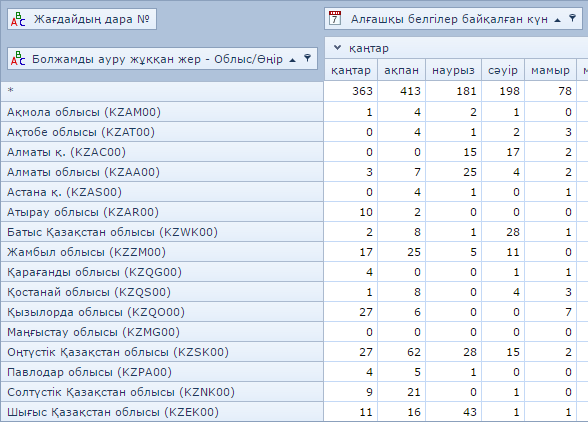 Жағдайдың дара №
Алғашқы белгілер байқалған күн
Болжамды ауру жұққан жер - Облыс/Өңір
қаңтар
қаңтар ақпан наурыз сәуір мамыр
* 363 413 181 198 78
Ақмола облысы (KZAM00) 1 4 2 1 0
Ақтобе облысы (KZAT00) 0 4 1 2 3
Алматы қ. (KZAC00) 0 0 15 17 2
Алматы облысы (KZAA00) 3 7 25 4 2
Астана қ. (KZAS00) 0 4 1 0 1
Атырау облысы (KZAR00) 10 2 0 0 0
Батыс Қазақстан облысы (KZWK00) 2 8 1 28 1
Жамбыл облысы (KZZM00) 17 25 5 11 0
Қарағанды облысы (KZQG00) 4 0 0 1 1
Қостанай облысы (KZQS00) 1 8 0 4 3
Қызылорда облысы (KZQO00) 27 6 0 0 7
Маңғыстау облысы (KZMG00) 0 0 0 0 0
Оңтүстік Қазақстан облысы (KZSK00) 27 62 28 15 2
Павлодар облысы (KZPA00) 4 5 1 0 0
Солтүстік Қазақстан облысы (KZNK00) 9 21 0 1 0
Шығыс Қазақстан облысы (KZEK00) 11 16 43 1 1